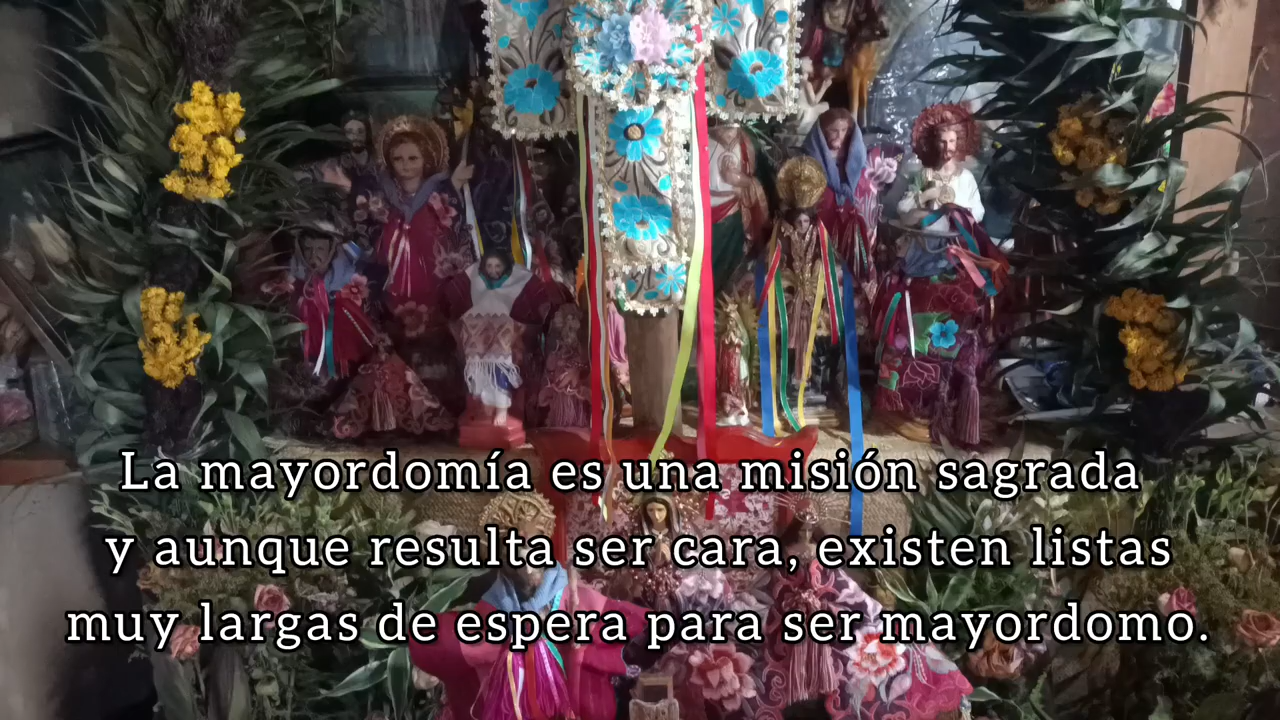 La mayordomía es una misión sagrada
y aunque resulta ser cara, existen listas
muy largas de espera para ser mayordomo.